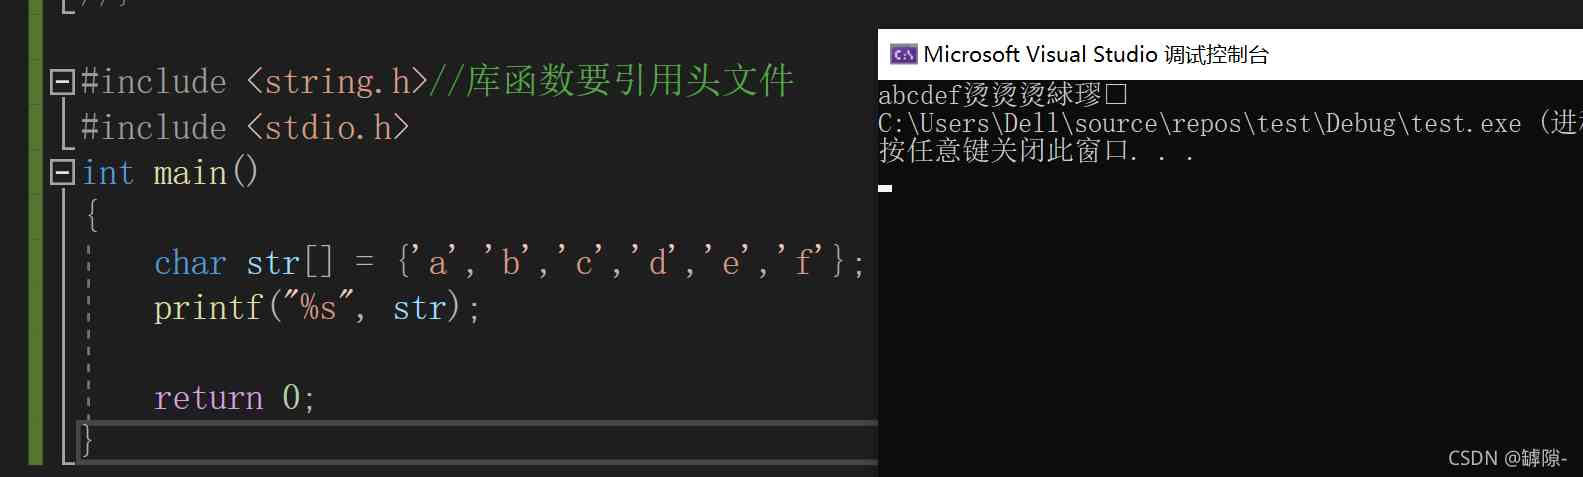 #include <string.h>//库函数要引用头文件
#include <stdio.h>
int main()
{
char str[] = {'a','b','c','d','e','f'};
printf("%s", str);
return 0;
}
Microsoft Visual Studio 调试控制台
abcdef烫烫烫絿璆□
C:\Users\Dell\source\repos\test\Debug\test.exe (进
按任意键关闭此窗口. . .
CSDN @罅隙-